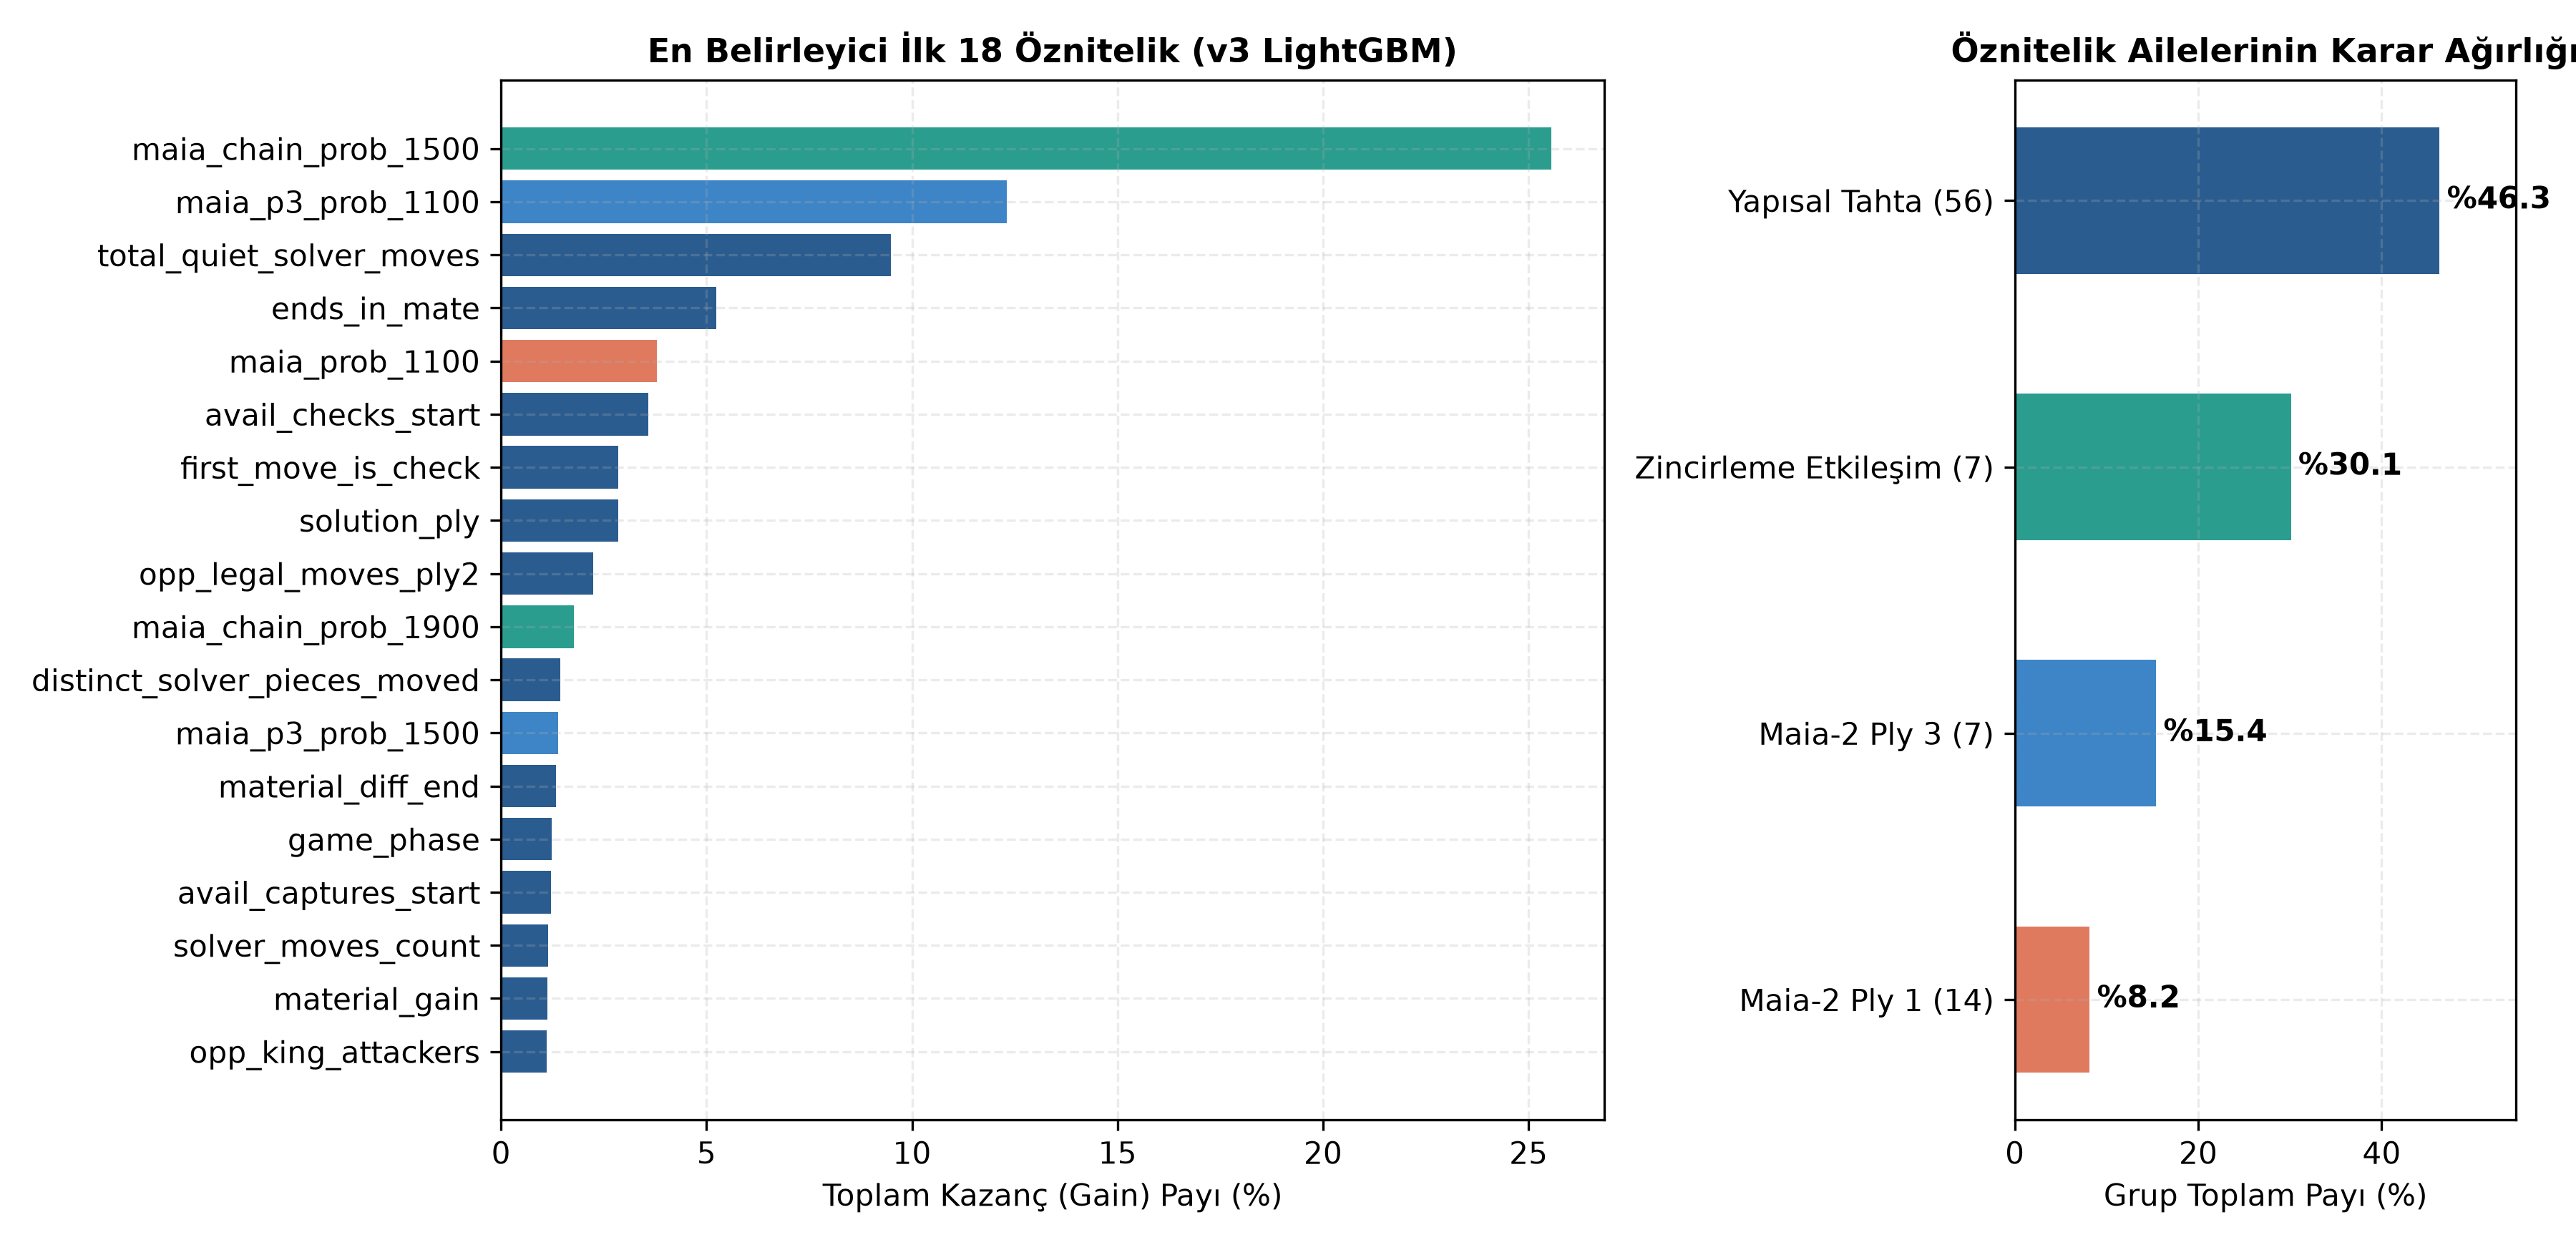 En Belirleyici İlk 18 Öznitelik (v3 LightGBM)
maia_chain_prob_1500
maia_p3_prob_1100
total_quiet_solver_moves
ends_in_mate
maia_prob_1100
avail_checks_start
first_move_is_check
solution_ply
opp_legal_moves_ply2
maia_chain_prob_1900
distinct_solver_pieces_moved
maia_p3_prob_1500
material_diff_end
game_phase
avail_captures_start
solver_moves_count
material_gain
opp_king_attackers
0 5 10 15 20 25
Toplam Kazanç (Gain) Payı (%)
Öznitelik Ailelerinin Karar Ağırlığı
Yapısal Tahta (56) %46.3
Zincirleme Etkileşim (7) %30.1
Maia-2 Ply 3 (7) %15.4
Maia-2 Ply 1 (14) %8.2
0 20 40
Grup Toplam Payı (%)